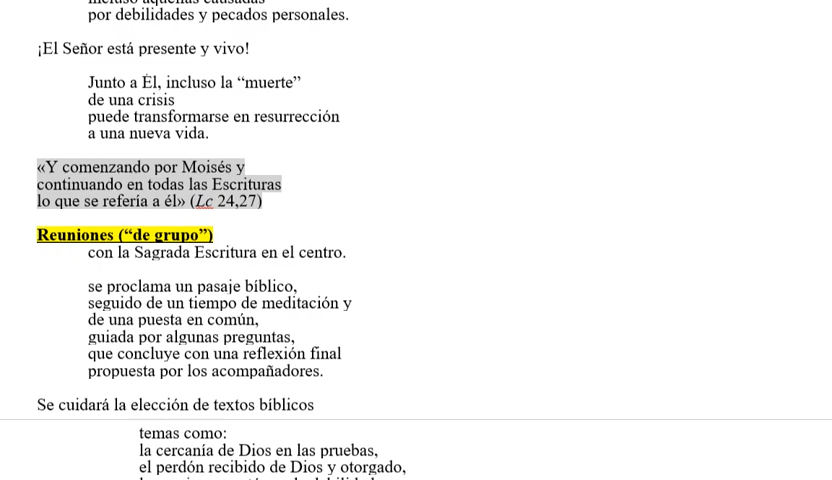 por debilidades y pecados personales.
¡El Señor está presente y vivo!
Junto a Él, incluso la “muerte”
de una crisis
puede transformarse en resurrección
a una nueva vida.
«Y comenzando por Moisés y
continuando en todas las Escrituras
lo que se refería a él» (Lc 24,27)
Reuniones (“de grupo”)
con la Sagrada Escritura en el centro.
se proclama un pasaje bíblico,
seguido de un tiempo de meditación y
de una puesta en común,
guiada por algunas preguntas,
que concluye con una reflexión final
propuesta por los acompañadores.
Se cuidará la elección de textos bíblicos
temas como:
la cercanía de Dios en las pruebas,
el perdón recibido de Dios y otorgado,